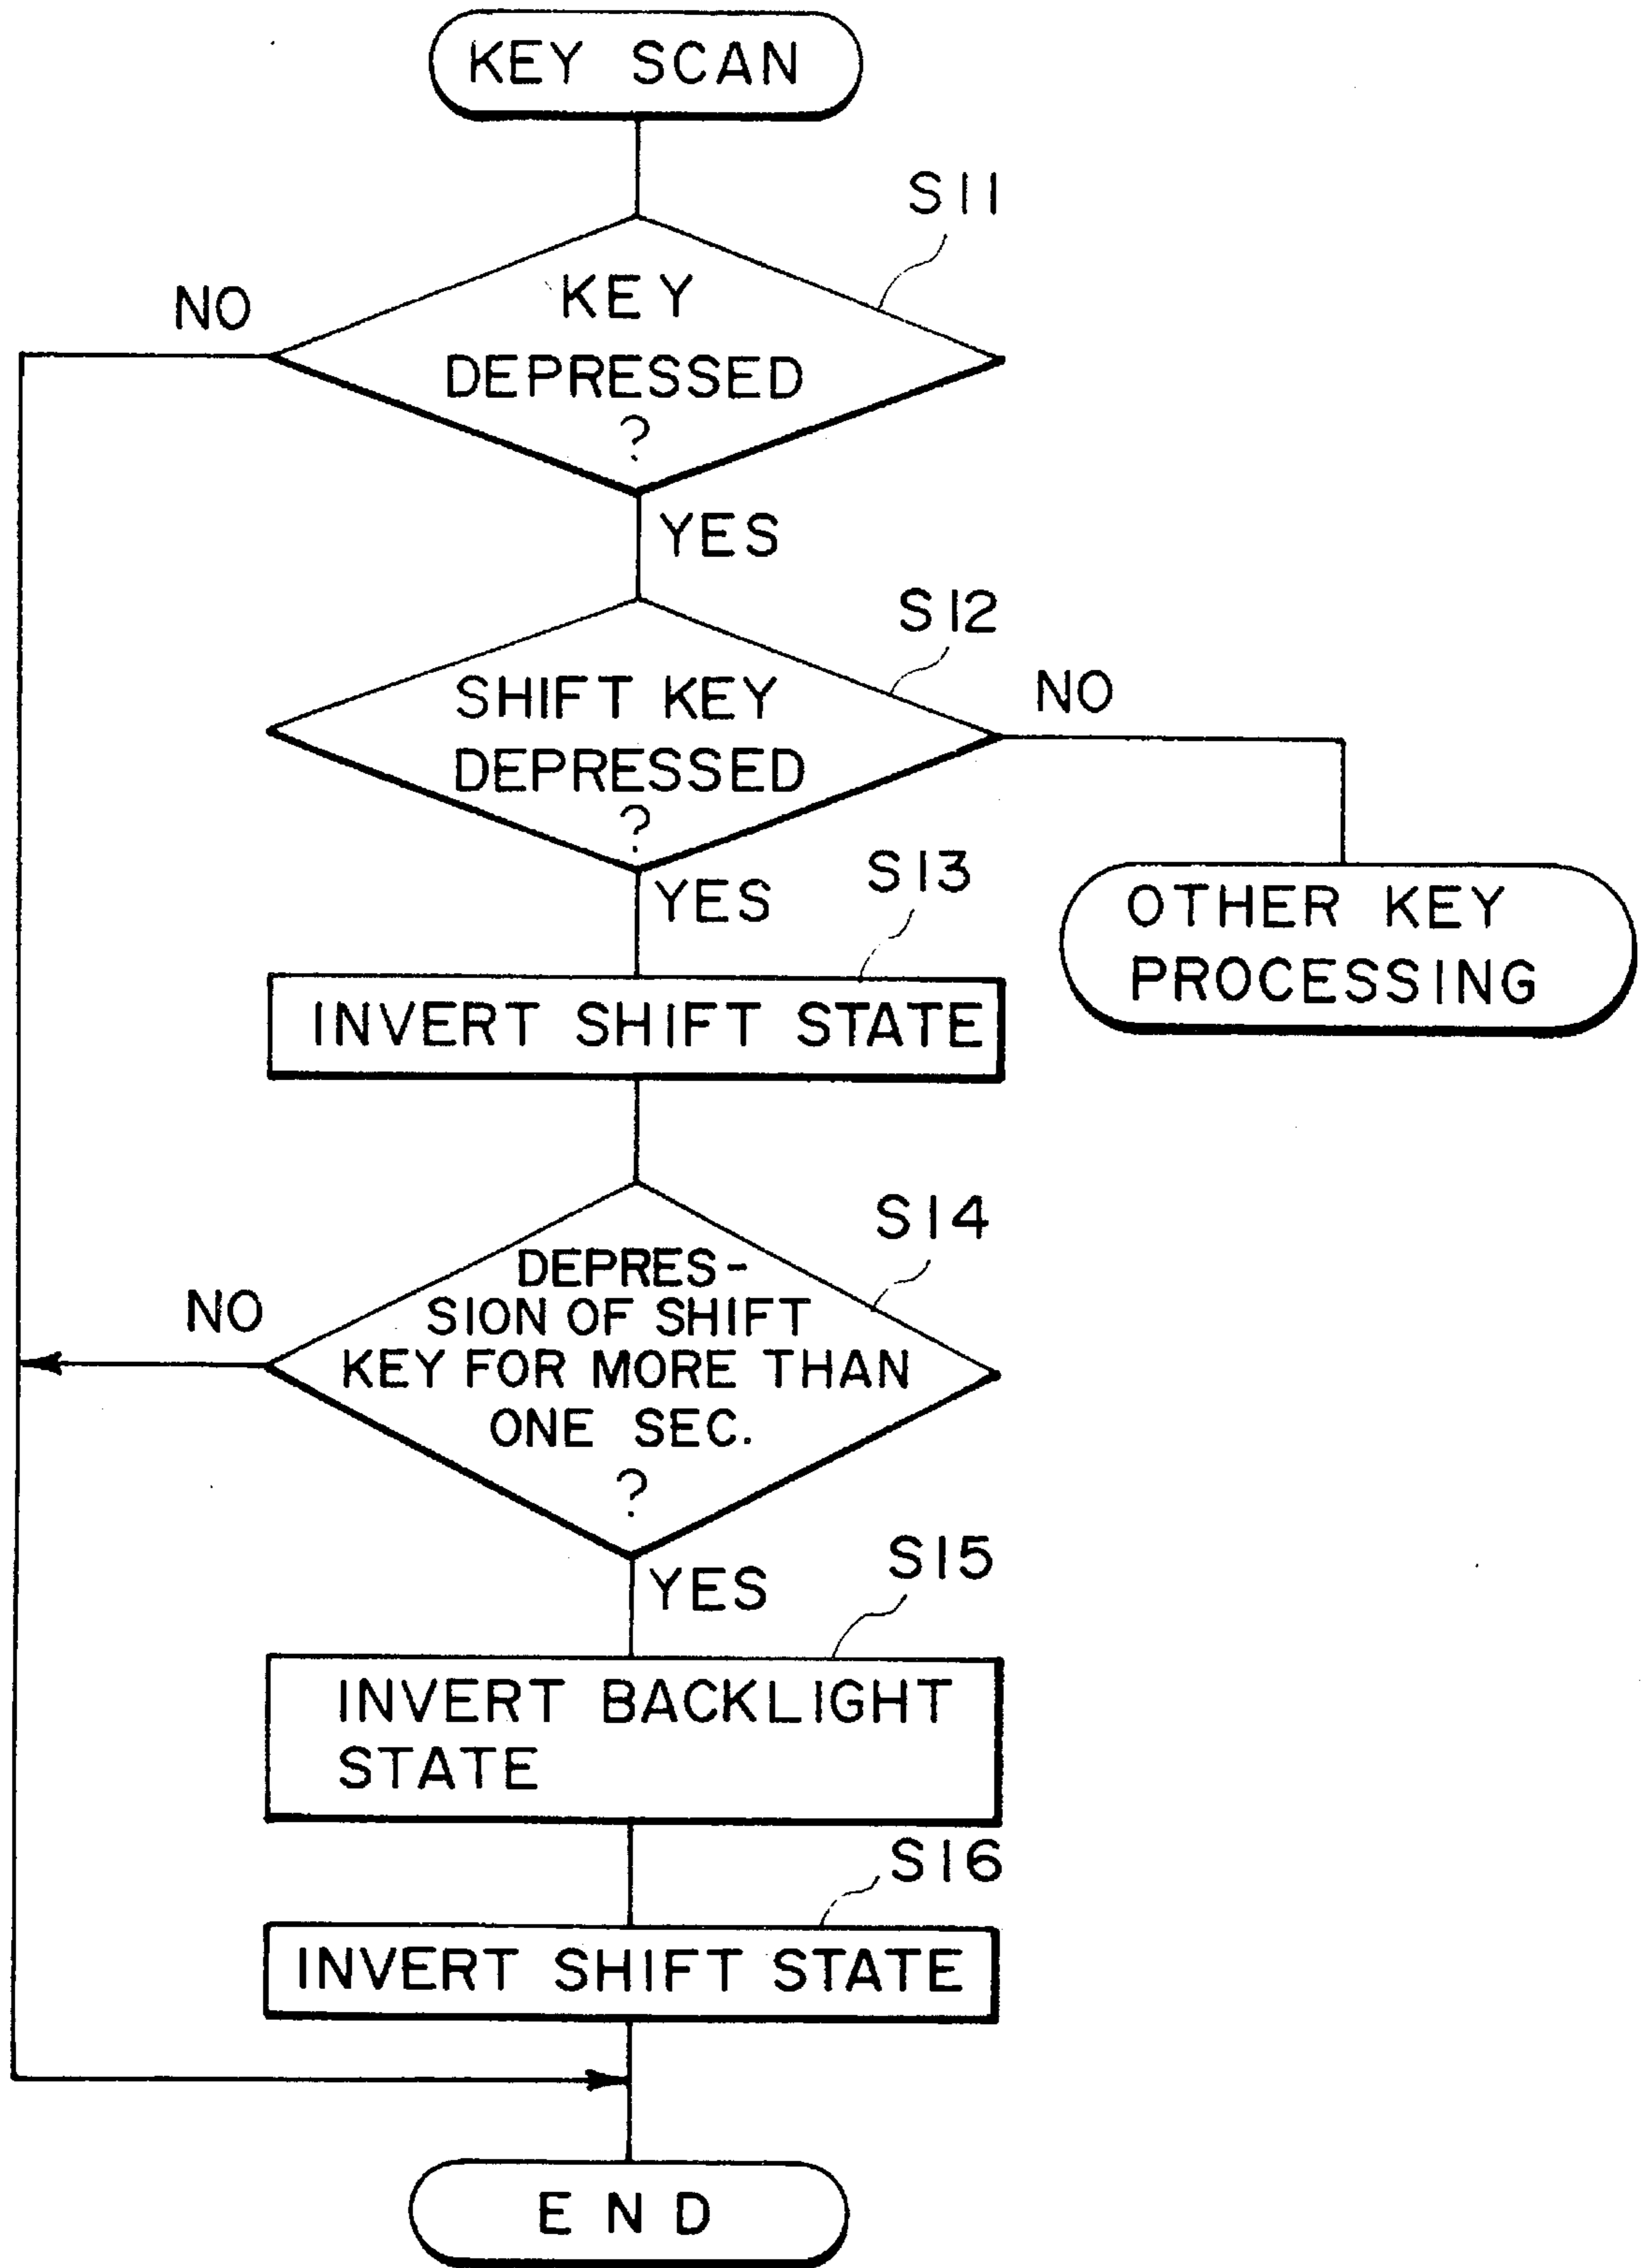 KEY SCAN
S11
NO
KEY
DEPRESSED
?
YES
S12
NO
SHIFT KEY
DEPRESSED
?
YES
S13
OTHER KEY
PROCESSING
INVERT SHIFT STATE
S14
NO
DEPRES-
SION OF SHIFT
KEY FOR MORE THAN
ONE SEC.
?
YES
S15
INVERT BACKLIGHT
STATE
S16
INVERT SHIFT STATE
END